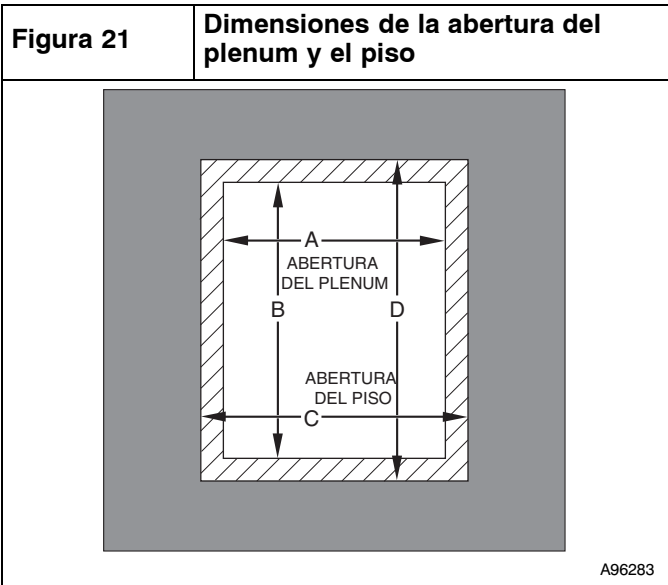 Figura 21
Dimensiones de la abertura del
plenum y el piso
A
ABERTURA
DEL PLENUM
B
D
ABERTURA
DEL PISO
C
A96283